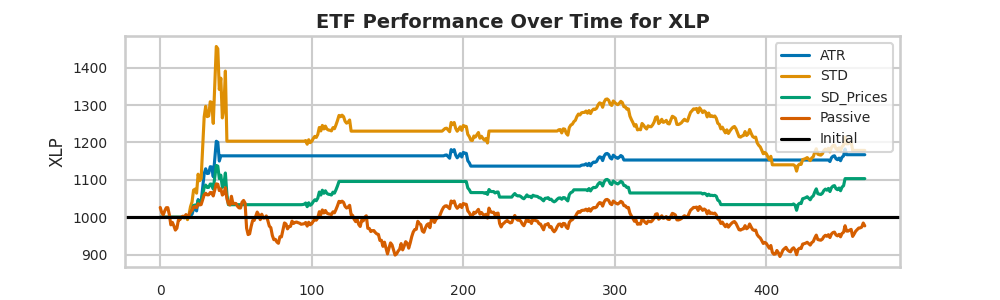 ETF Performance Over Time for XLP
XLP
1400
1300
1200
1100
1000
900
0
100
200
300
400
ATR
STD
SD_Prices
Passive
Initial